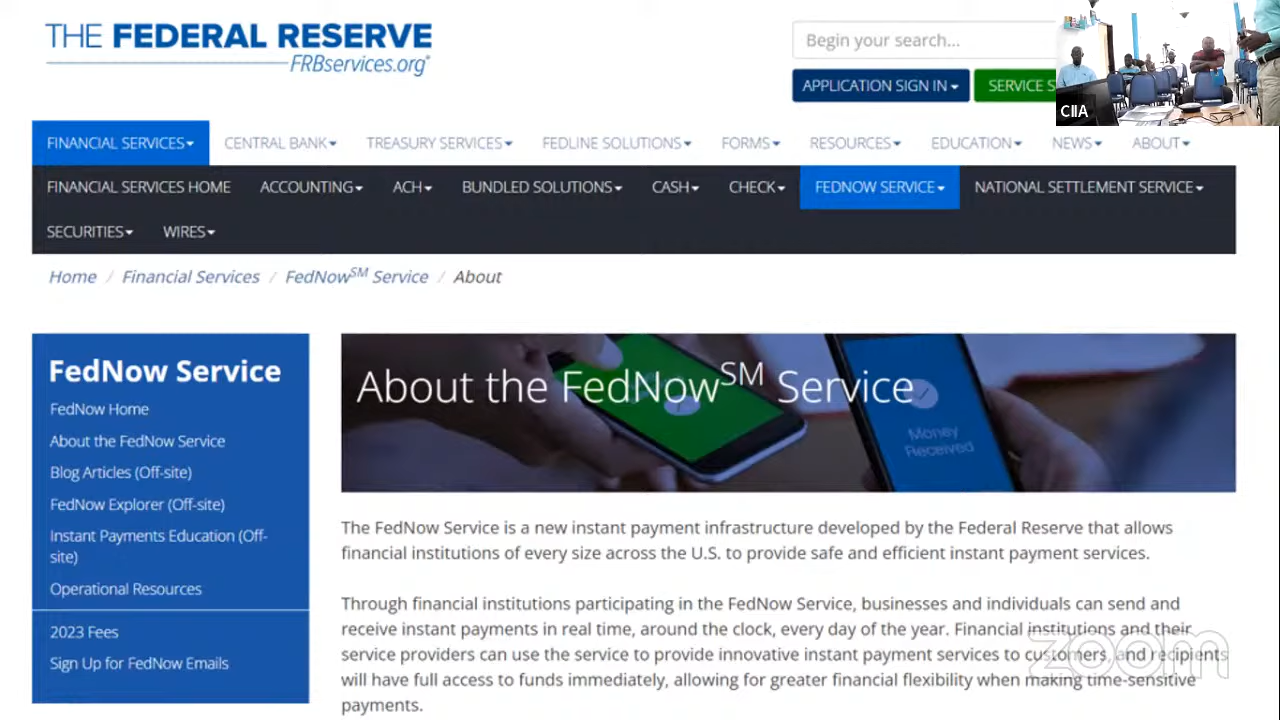 THE FEDERAL RESERVE
FRBservices.org®
Begin your search...
APPLICATION SIGN IN
SERVICE S
CIIA
FINANCIAL SERVICES
CENTRAL BANK
TREASURY SERVICES
FEDLINE SOLUTIONS
FORMS
RESOURCES
EDUCATION
NEWS
ABOUT
FINANCIAL SERVICES HOME
ACCOUNTING
ACH
BUNDLED SOLUTIONS
CASH
CHECK
FEDNOW SERVICE
NATIONAL SETTLEMENT SERVICE
SECURITIES
WIRES
Home / Financial Services / FedNowSM Service / About
FedNow Service
FedNow Home
About the FedNow Service
Blog Articles (Off-site)
FedNow Explorer (Off-site)
Instant Payments Education (Off-
site)
Operational Resources
2023 Fees
Sign Up for FedNow Emails
About the FedNowSM Service
Money
Received
The FedNow Service is a new instant payment infrastructure developed by the Federal Reserve that allows
financial institutions of every size across the U.S. to provide safe and efficient instant payment services.
Through financial institutions participating in the FedNow Service, businesses and individuals can send and
receive instant payments in real time, around the clock, every day of the year. Financial institutions and their
service providers can use the service to provide innovative instant payment services to customers, and recipients
will have full access to funds immediately, allowing for greater financial flexibility when making time-sensitive
payments.
zoom